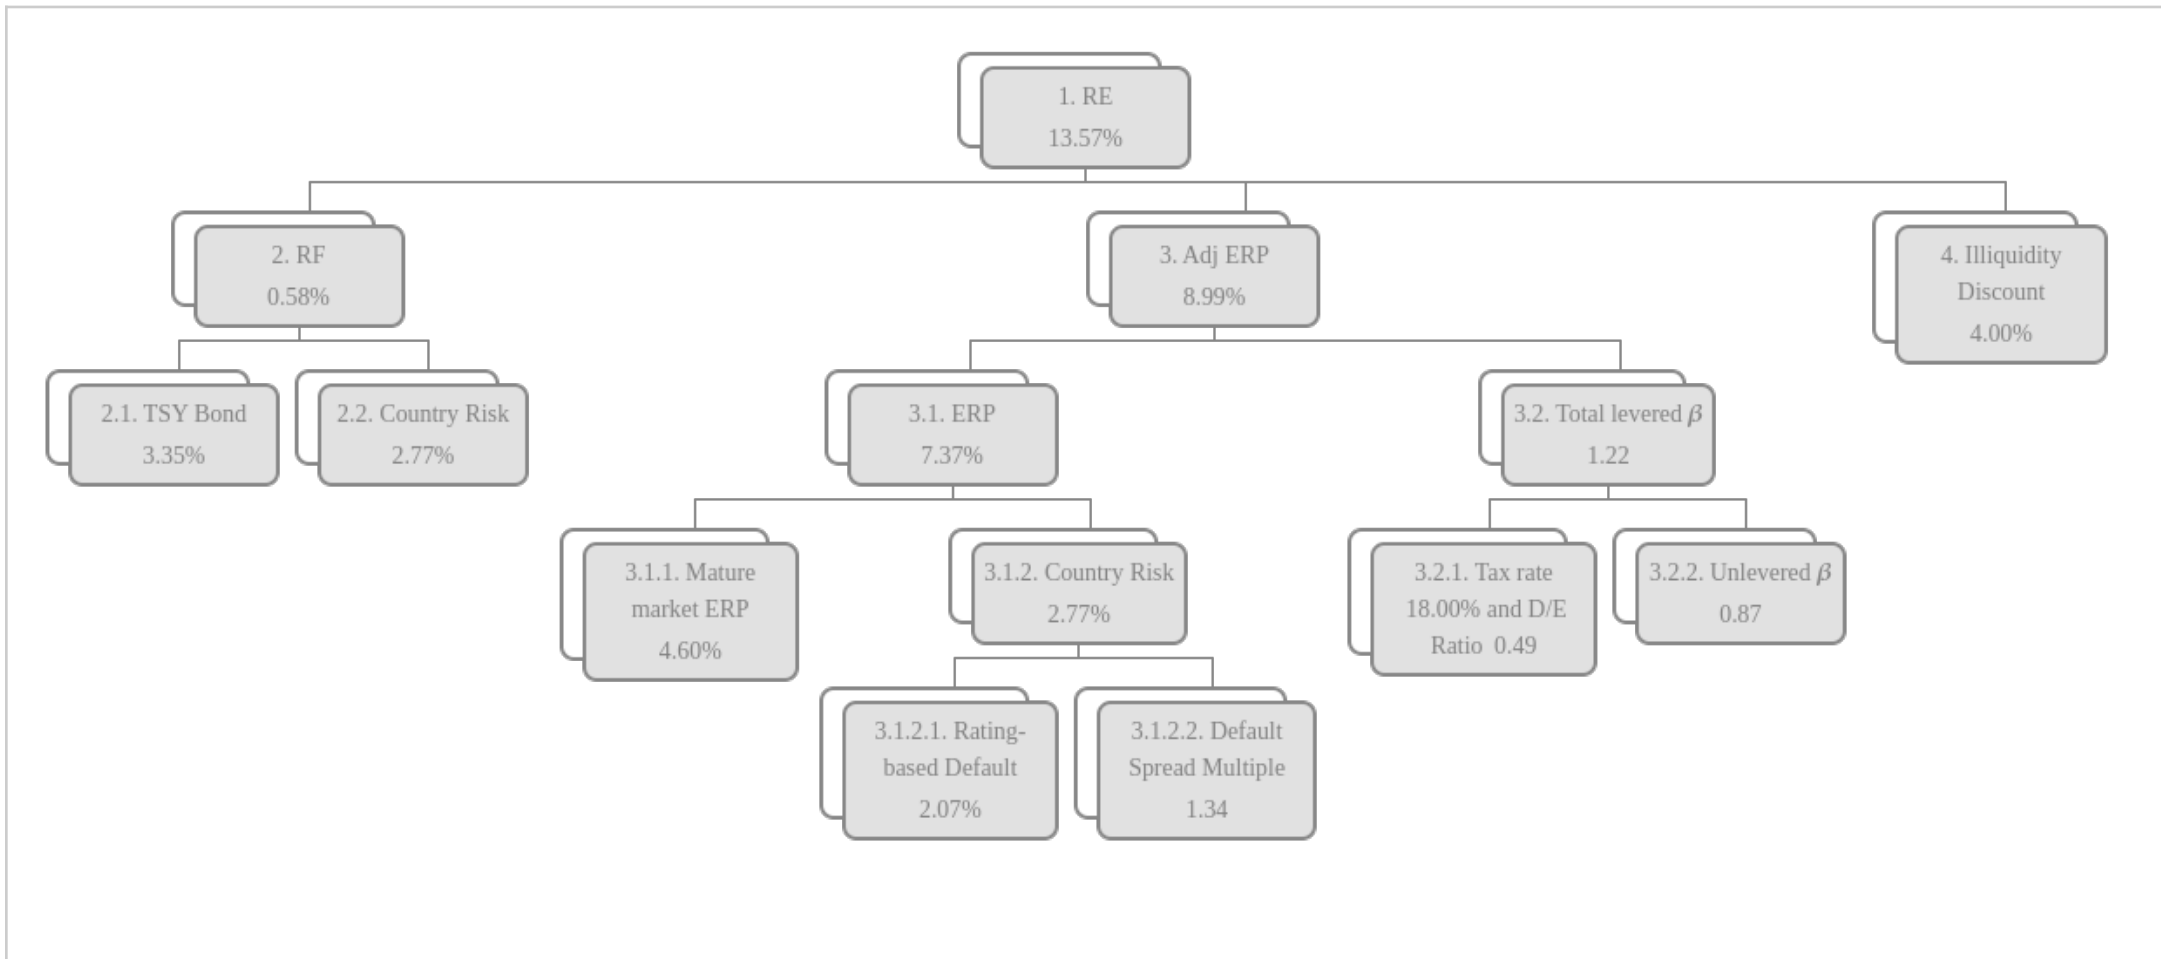 1. RE
13.57%
2. RF
0.58%
3. Adj ERP
8.99%
4. Illiquidity
Discount
4.00%
2.1. TSY Bond
3.35%
2.2. Country Risk
2.77%
3.1. ERP
7.37%
3.2. Total levered β
1.22
3.1.1. Mature
market ERP
4.60%
3.1.2. Country Risk
2.77%
3.2.1. Tax rate
18.00% and D/E
Ratio 0.49
3.2.2. Unlevered β
0.87
3.1.2.1. Rating-
based Default
2.07%
3.1.2.2. Default
Spread Multiple
1.34